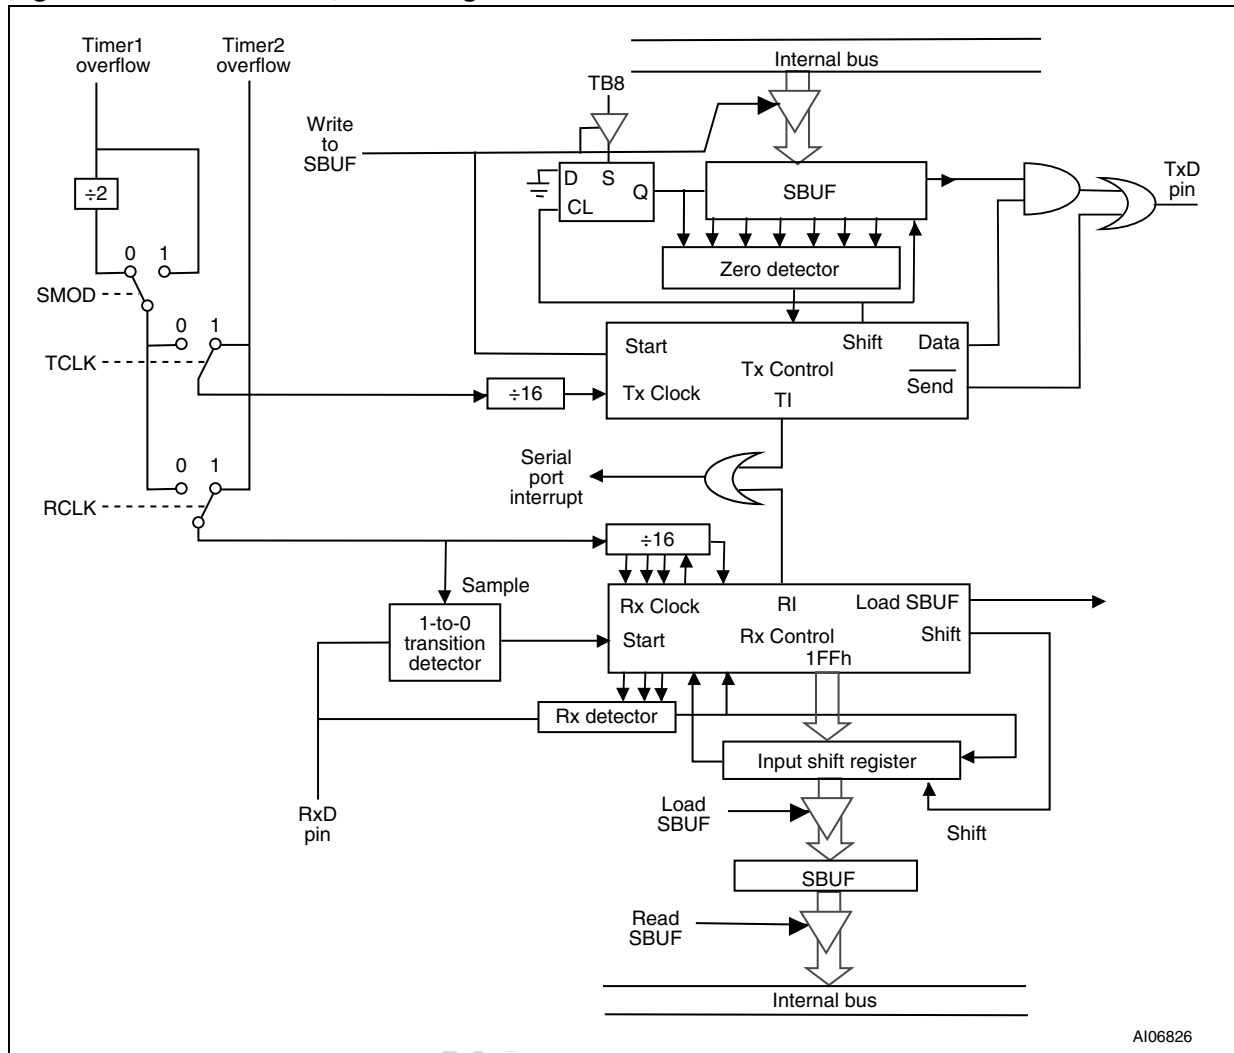 Timer1
overflow
Timer2
overflow
Internal bus
TB8
Write
to
SBUF
÷2
D
S
Q
CL
SBUF
TxD
pin
0
1
SMOD
Zero detector
0
1
TCLK
Start
Shift
Data
Tx Control
Send
÷16
Tx Clock
TI
Serial
port
interrupt
0
1
RCLK
÷16
Sample
Rx Clock
RI
Load SBUF
1-to-0
transition
detector
Start
Rx Control
Shift
1FFh
Rx detector
Input shift register
RxD
pin
Load
SBUF
Shift
SBUF
Read
SBUF
Internal bus
AI06826